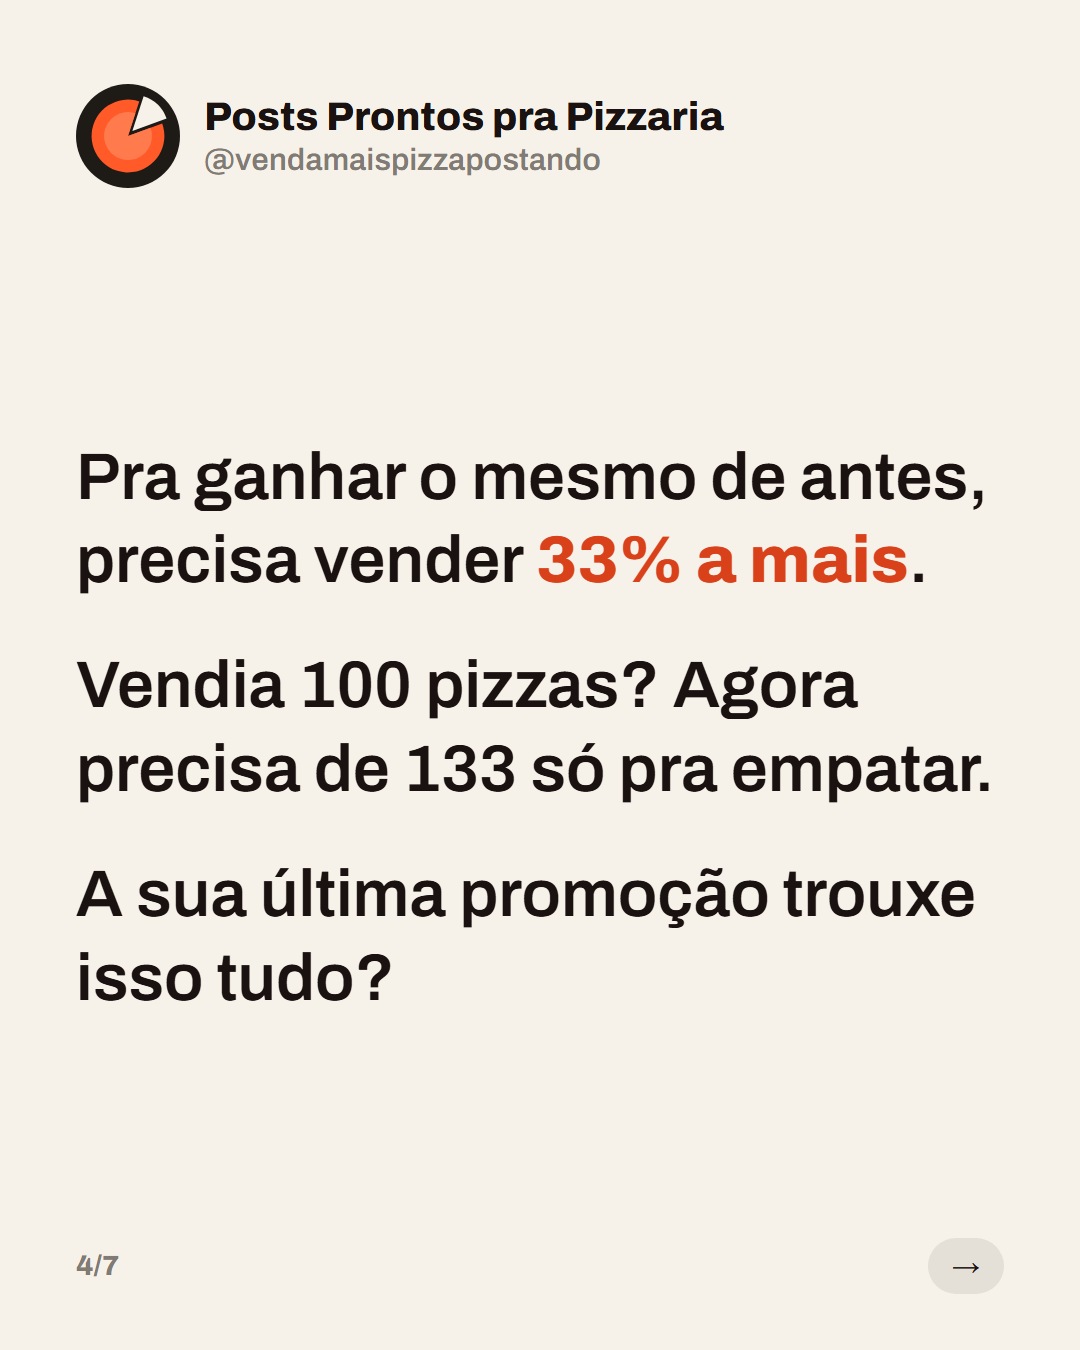 Posts Prontos pra Pizzaria
@vendamaispizzapostando
Pra ganhar o mesmo de antes,
precisa vender 33% a mais.
Vendia 100 pizzas? Agora
precisa de 133 só pra empatar.
A sua última promoção trouxe
isso tudo?
4/7
→